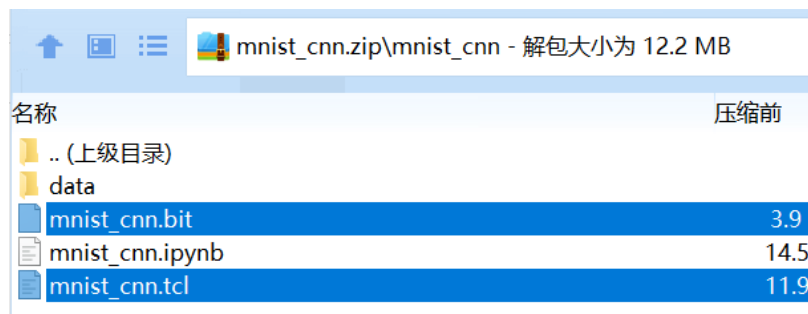 mnist_cnn.zip\mnist_cnn - 解包大小为 12.2 MB
名称 压缩前
.. (上级目录)
data
mnist_cnn.bit 3.9
mnist_cnn.ipynb 14.5
mnist_cnn.tcl 11.9